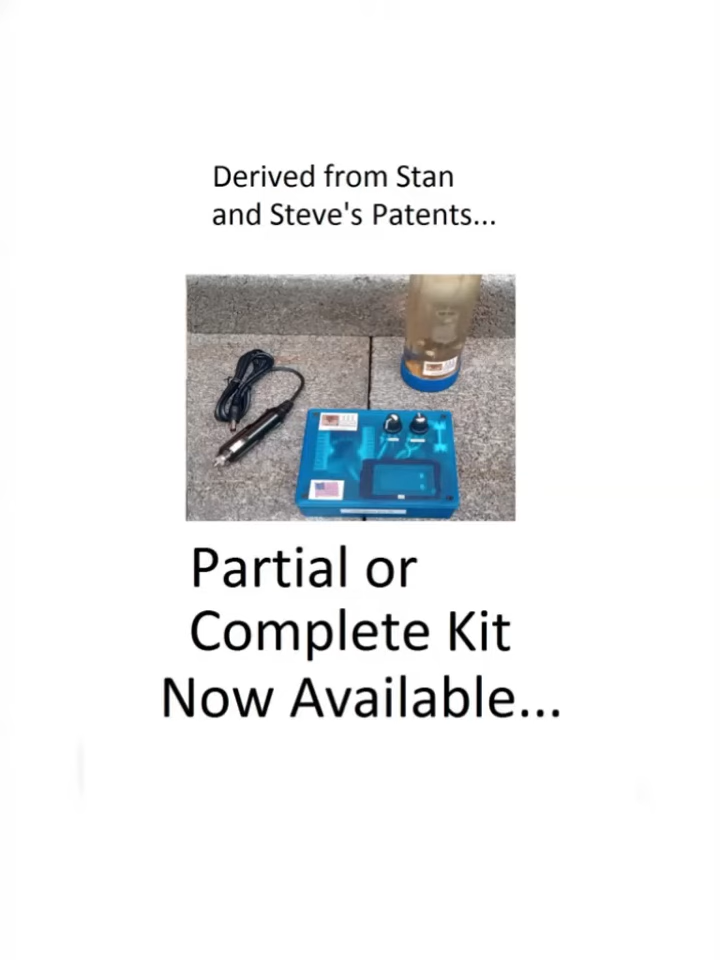 Derived from Stan
and Steve's Patents...
Partial or
Complete Kit
Now Available...